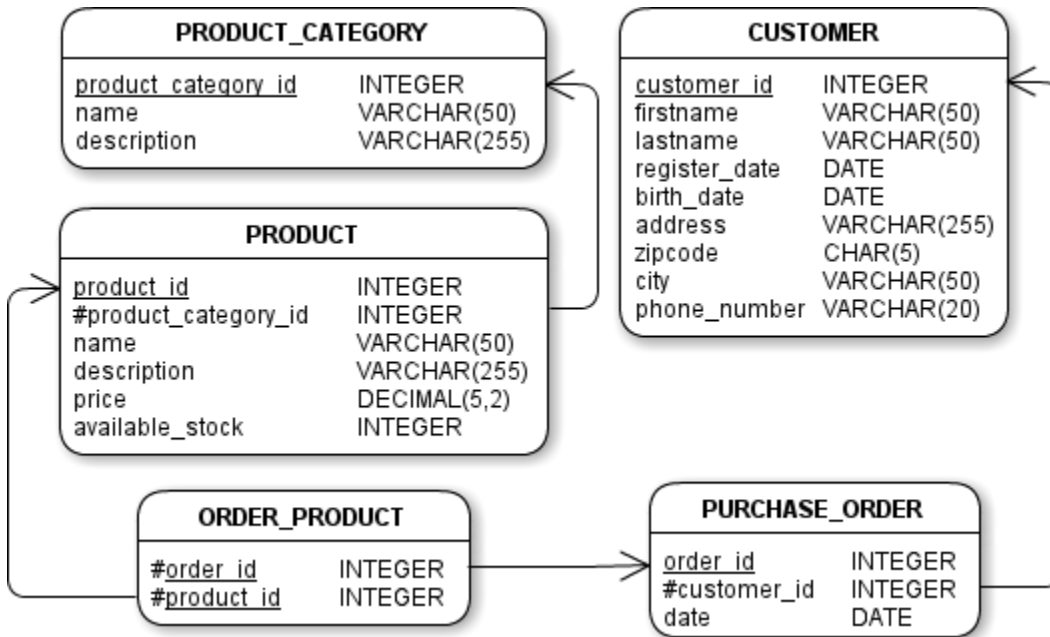 PRODUCT_CATEGORY
product_category_id INTEGER
name VARCHAR(50)
description VARCHAR(255)
CUSTOMER
customer_id INTEGER
firstname VARCHAR(50)
lastname VARCHAR(50)
register_date DATE
birth_date DATE
address VARCHAR(255)
zipcode CHAR(5)
city VARCHAR(50)
phone_number VARCHAR(20)
PRODUCT
product_id INTEGER
#product_category_id INTEGER
name VARCHAR(50)
description VARCHAR(255)
price DECIMAL(5,2)
available_stock INTEGER
ORDER_PRODUCT
#order_id INTEGER
#product_id INTEGER
PURCHASE_ORDER
order_id INTEGER
#customer_id INTEGER
date DATE